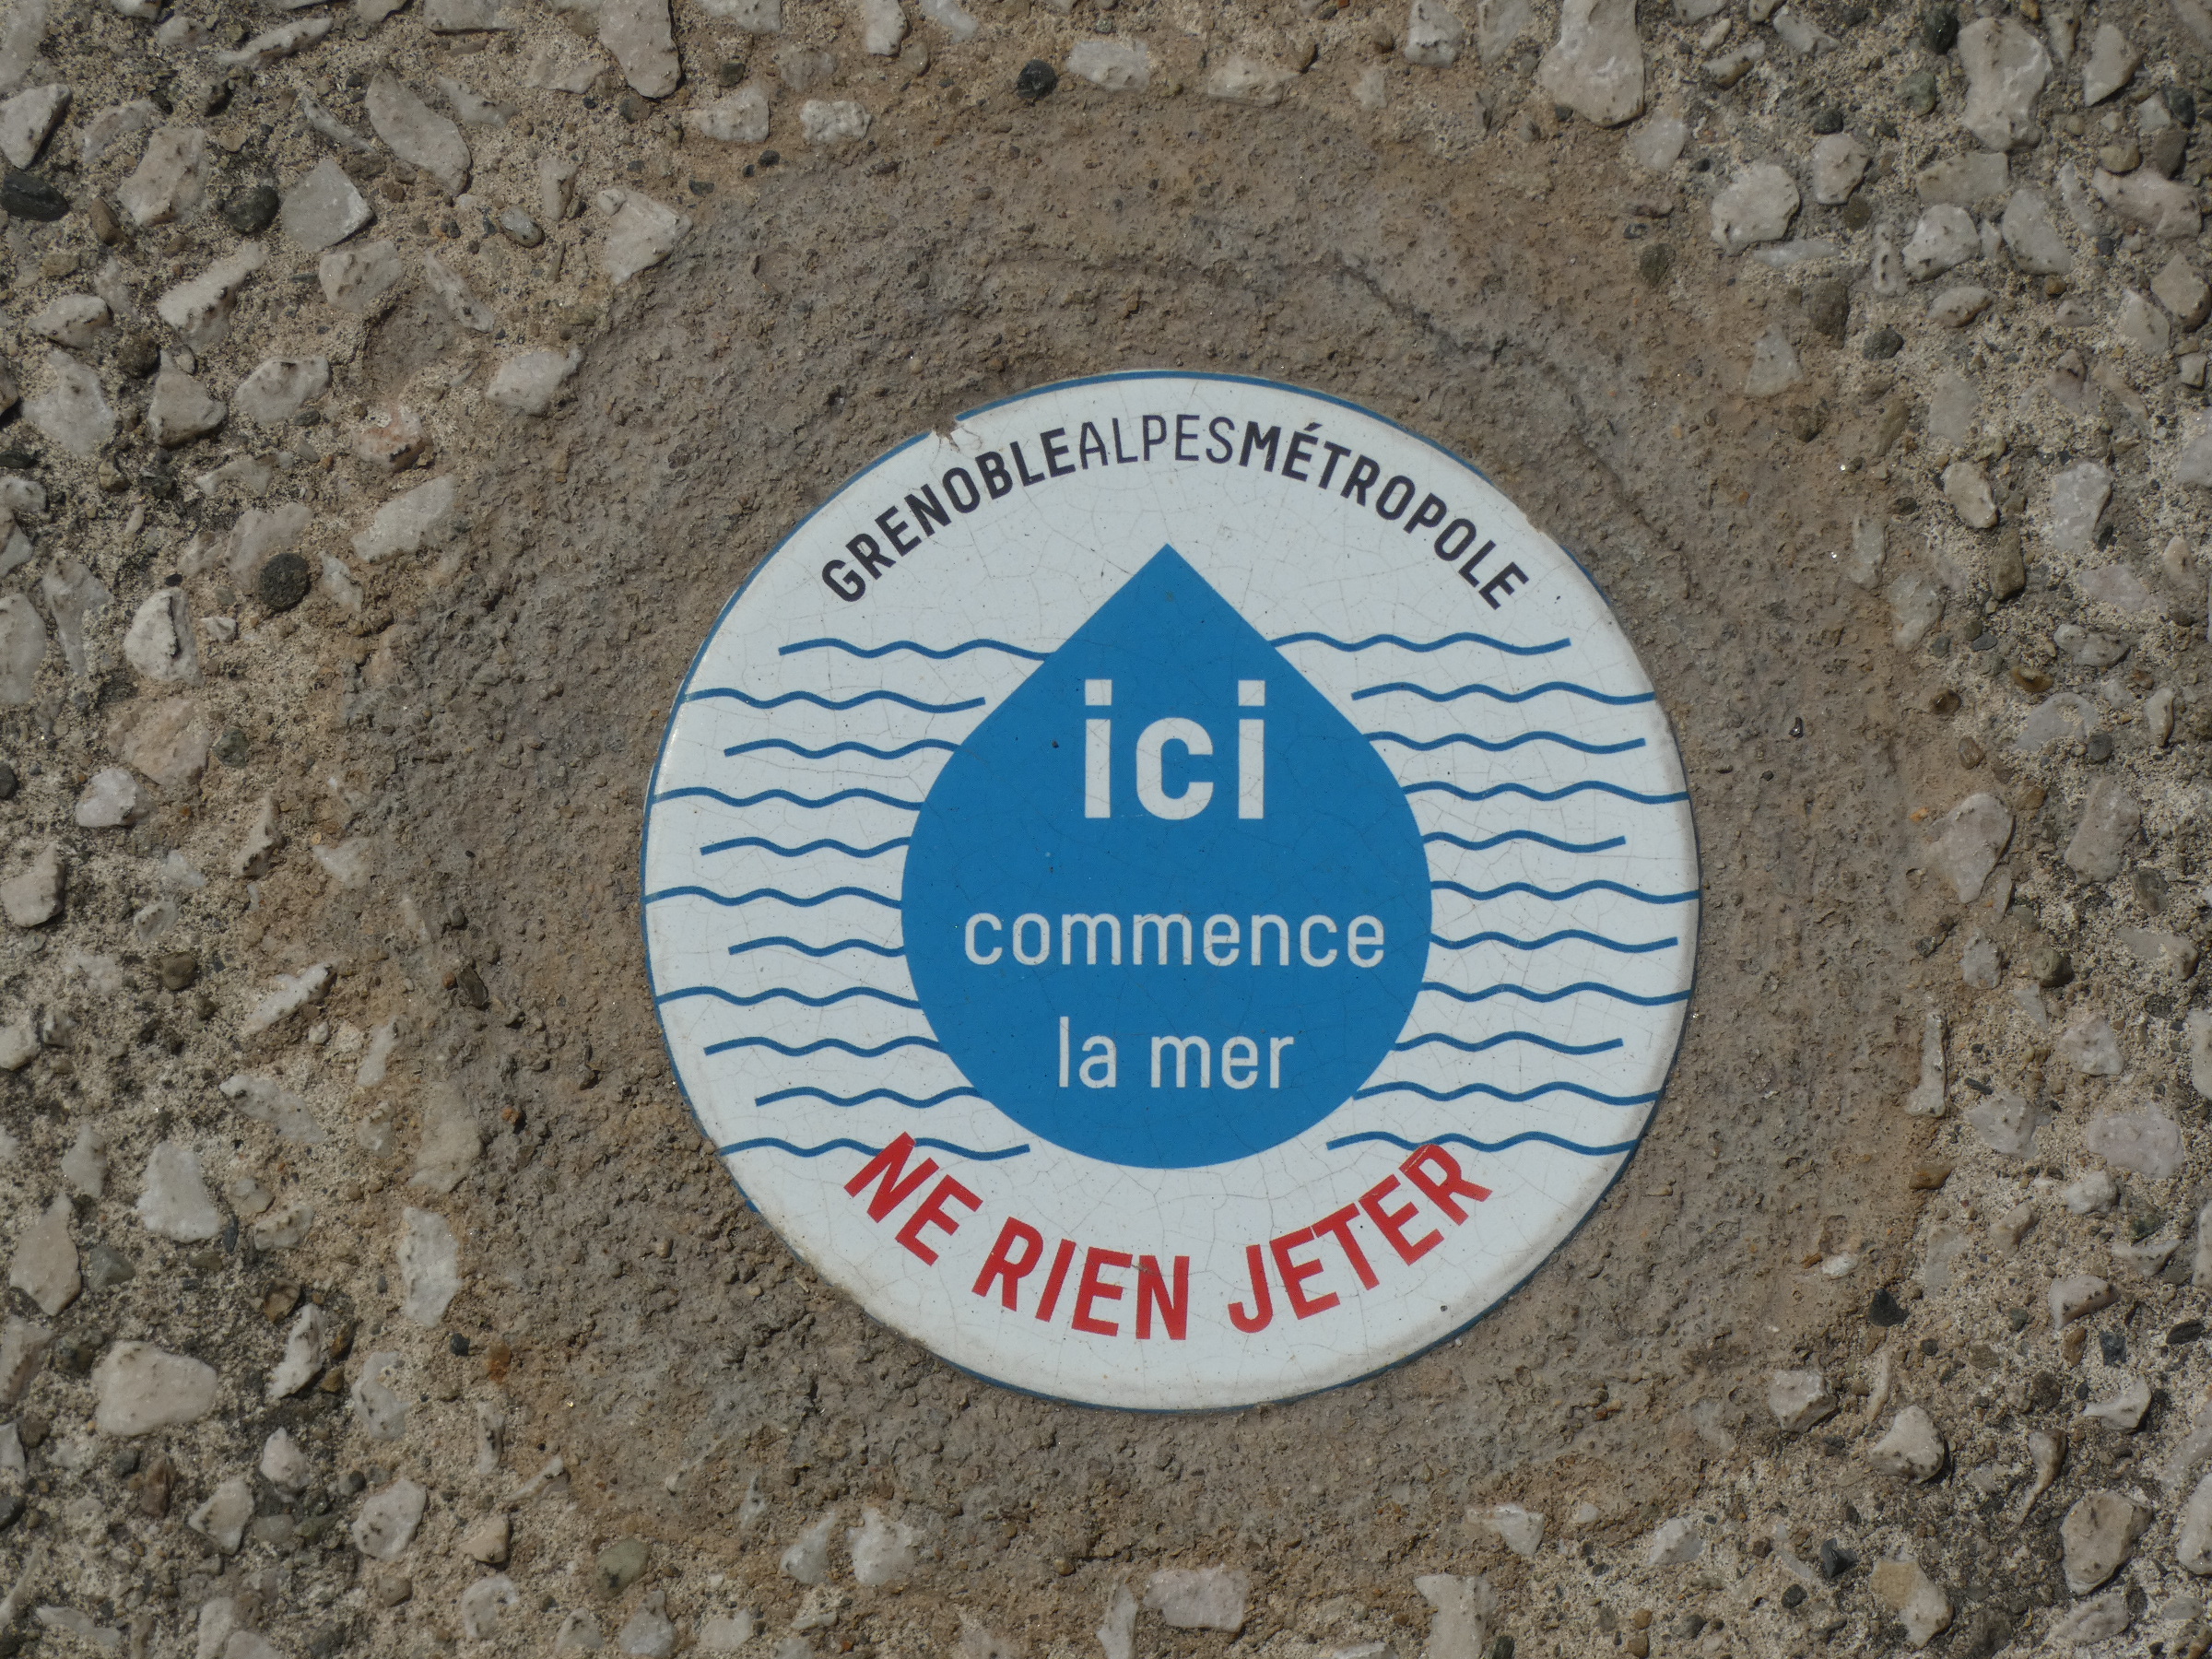 GRENOBLEALPESMÉTROPOLE
ici
commence
la mer
NE RIEN JETER